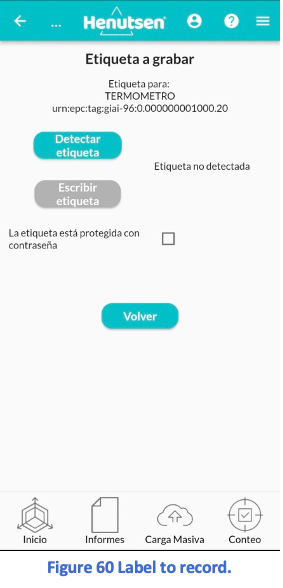 ... Henutsen®
Etiqueta a grabar
Etiqueta para:
TERMOMETRO
urn:epc:tag:giai-96:0.000000001000.20
Detectar
etiqueta
Etiqueta no detectada
Escribir
etiqueta
La etiqueta está protegida con
contraseña
Volver
Inicio Informes Carga Masiva Conteo
Figure 60 Label to record.